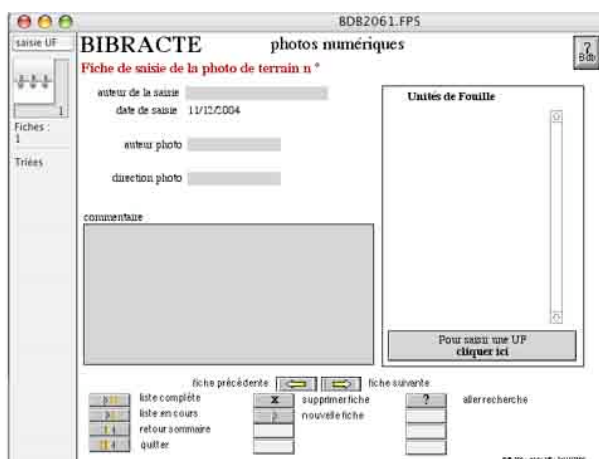 BDB2061.FP5
saisie UF
BIBRACTE photos numériques
? Bdb
Fiche de saisie de la photo de terrain n °
1
Fiches :
1
Triées
auteur de la saisie
date de saisie 11/12/2004
auteur photo
direction photo
commentaire
Unités de Fouille
Pour saisir une UF
cliquer ici
fiche précédente fiche suivante
liste complète X supprimer fiche ? aller recherche
liste en cours nouvelle fiche
retour sommaire
quitter